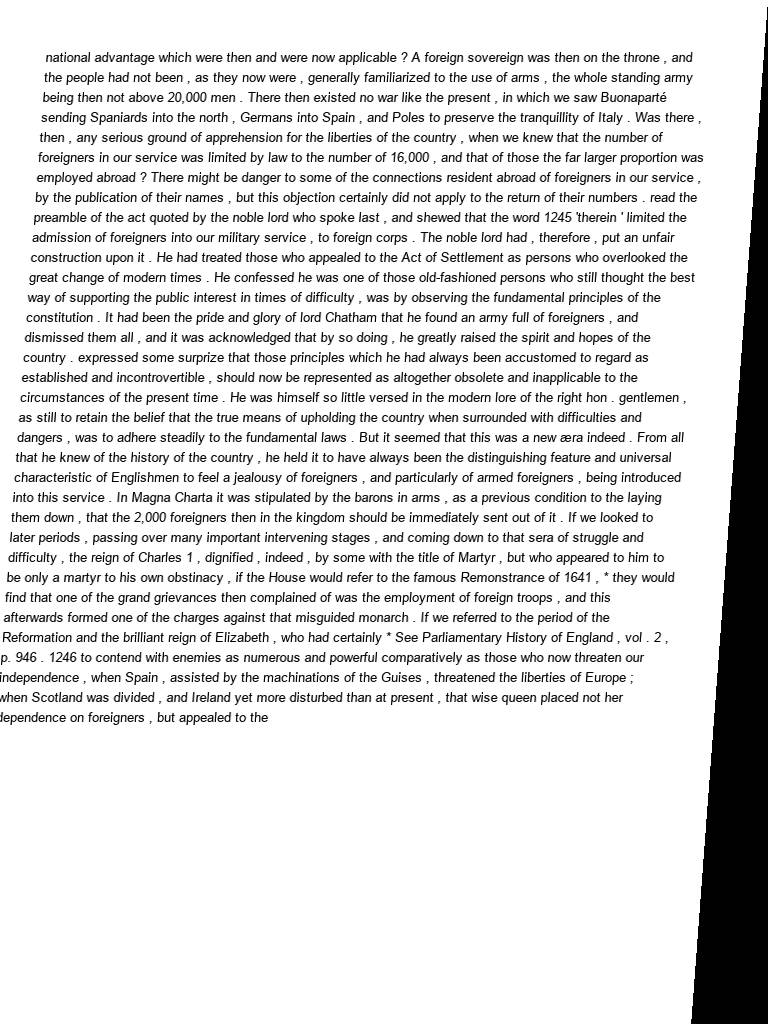 national advantage which were then and were now applicable ? A foreign sovereign was then on the throne , and
the people had not been , as they now were , generally familiarized to the use of arms , the whole standing army
being then not above 20,000 men . There then existed no war like the present , in which we saw Buonaparté
sending Spaniards into the north , Germans into Spain , and Poles to preserve the tranquillity of Italy . Was there ,
then , any serious ground of apprehension for the liberties of the country , when we knew that the number of
foreigners in our service was limited by law to the number of 16,000 , and that of those the far larger proportion was
employed abroad ? There might be danger to some of the connections resident abroad of foreigners in our service ,
by the publication of their names , but this objection certainly did not apply to the return of their numbers . read the
preamble of the act quoted by the noble lord who spoke last , and shewed that the word 1245 'therein ' limited the
admission of foreigners into our military service , to foreign corps . The noble lord had , therefore , put an unfair
construction upon it . He had treated those who appealed to the Act of Settlement as persons who overlooked the
great change of modern times . He confessed he was one of those old-fashioned persons who still thought the best
way of supporting the public interest in times of difficulty , was by observing the fundamental principles of the
constitution . It had been the pride and glory of lord Chatham that he found an army full of foreigners , and
dismissed them all , and it was acknowledged that by so doing , he greatly raised the spirit and hopes of the
country . expressed some surprize that those principles which he had always been accustomed to regard as
established and incontrovertible , should now be represented as altogether obsolete and inapplicable to the
circumstances of the present time . He was himself so little versed in the modern lore of the right hon . gentlemen ,
as still to retain the belief that the true means of upholding the country when surrounded with difficulties and
dangers , was to adhere steadily to the fundamental laws . But it seemed that this was a new æra indeed . From all
that he knew of the history of the country , he held it to have always been the distinguishing feature and universal
characteristic of Englishmen to feel a jealousy of foreigners , and particularly of armed foreigners , being introduced
into this service . In Magna Charta it was stipulated by the barons in arms , as a previous condition to the laying
them down , that the 2,000 foreigners then in the kingdom should be immediately sent out of it . If we looked to
later periods , passing over many important intervening stages , and coming down to that sera of struggle and
difficulty , the reign of Charles 1 , dignified , indeed , by some with the title of Martyr , but who appeared to him to
be only a martyr to his own obstinacy , if the House would refer to the famous Remonstrance of 1641 , * they would
find that one of the grand grievances then complained of was the employment of foreign troops , and this
afterwards formed one of the charges against that misguided monarch . If we referred to the period of the
Reformation and the brilliant reign of Elizabeth , who had certainly * See Parliamentary History of England , vol . 2 ,
p. 946 . 1246 to contend with enemies as numerous and powerful comparatively as those who now threaten our
independence , when Spain , assisted by the machinations of the Guises , threatened the liberties of Europe ;
when Scotland was divided , and Ireland yet more disturbed than at present , that wise queen placed not her
dependence on foreigners , but appealed to the